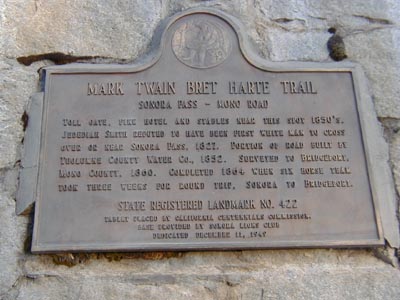 MARK TWAIN BRET HARTE TRAIL
SONORA PASS - MONO ROAD
TOLL GATE, PINK HOTEL AND STABLES NEAR THIS SPOT 1850'S.
JEDEDIAH SMITH REPUTED TO HAVE BEEN FIRST WHITE MAN TO CROSS
OVER OR NEAR SONORA PASS, 1827. PORTION OF ROAD BUILT BY
TUOLUMNE COUNTY WATER CO., 1852. SURVEYED TO BRIDGEPORT,
MONO COUNTY, 1860. COMPLETED 1864 WHEN SIX HORSE TEAM
TOOK THREE WEEKS FOR ROUND TRIP, SONORA TO BRIDGEPORT.
STATE REGISTERED LANDMARK NO. 422
TABLET PLACED BY CALIFORNIA CENTENNIALS COMMISSION.
BASE PROVIDED BY SONORA LIONS CLUB
DEDICATED DECEMBER 11, 1949